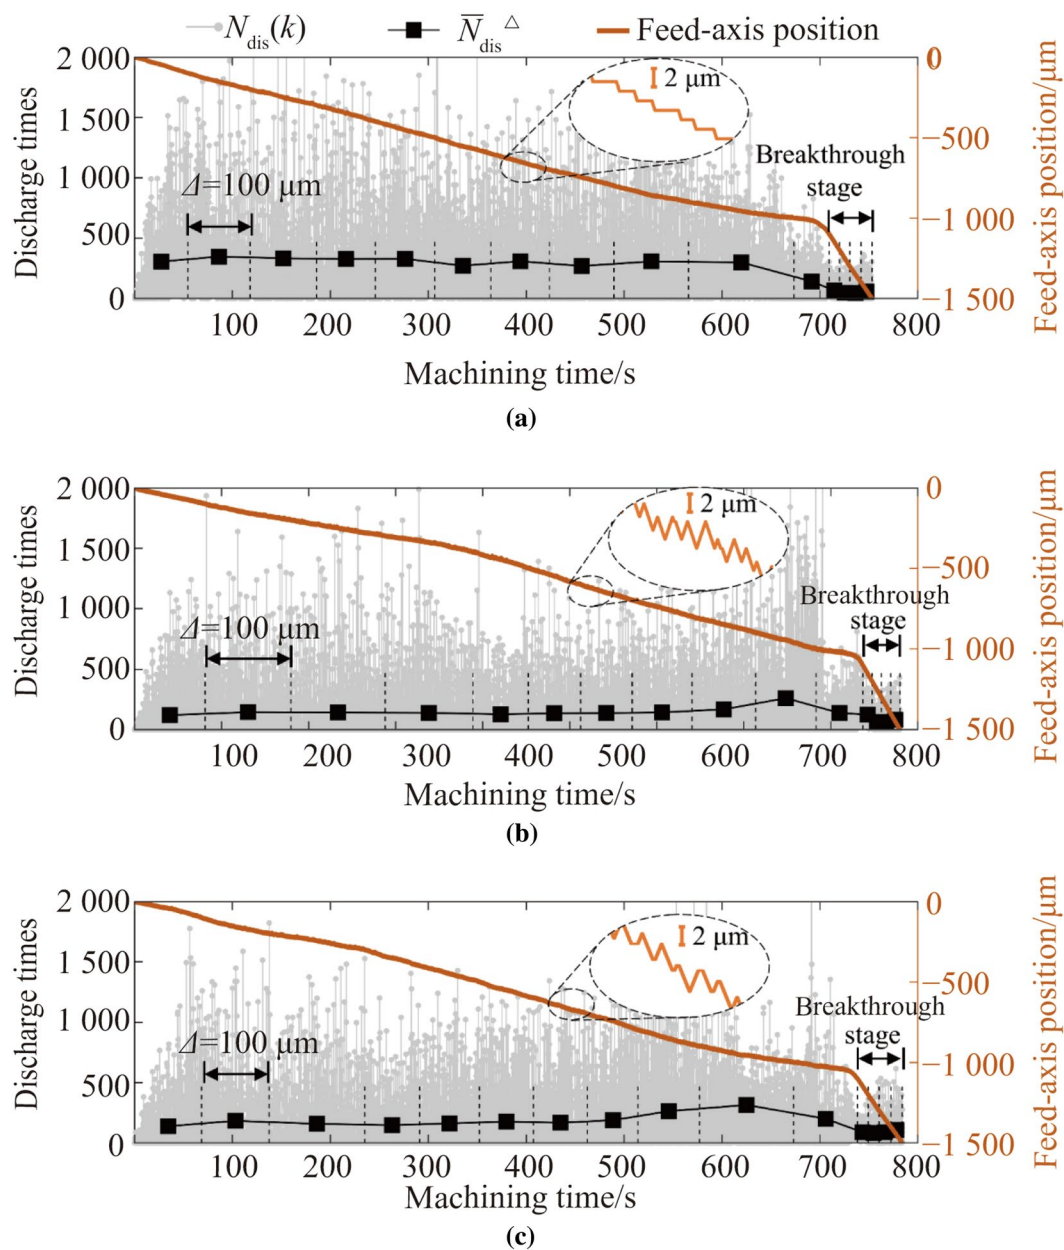 N_dis(k) N̅_dis^△ Feed-axis position
2 000
1 500
1 000
500
0
Discharge times
Δ=100 μm
2 μm
Breakthrough
stage
0
−500
−1 000
−1 500
Feed-axis position/μm
100 200 300 400 500 600 700 800
Machining time/s
(a)
2 000
1 500
1 000
500
0
Discharge times
Δ=100 μm
2 μm
Breakthrough
stage
0
−500
−1 000
−1 500
Feed-axis position/μm
100 200 300 400 500 600 700 800
Machining time/s
(b)
2 000
1 500
1 000
500
0
Discharge times
Δ=100 μm
2 μm
Breakthrough
stage
0
−500
−1 000
−1 500
Feed-axis position/μm
100 200 300 400 500 600 700 800
Machining time/s
(c)